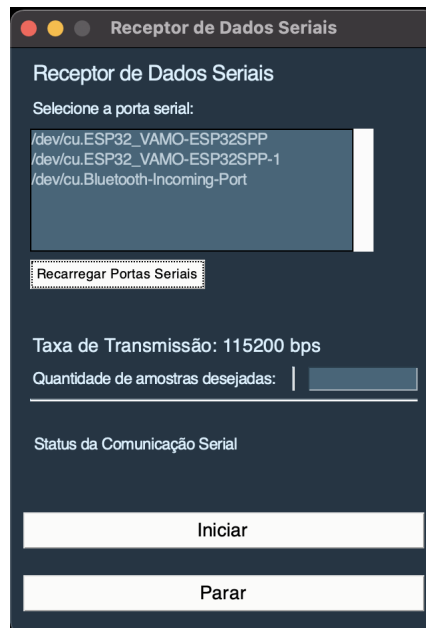 Receptor de Dados Seriais
Receptor de Dados Seriais
Selecione a porta serial:
/dev/cu.ESP32_VAMO-ESP32SPP
/dev/cu.ESP32_VAMO-ESP32SPP-1
/dev/cu.Bluetooth-Incoming-Port
Recarregar Portas Seriais
Taxa de Transmissão: 115200 bps
Quantidade de amostras desejadas:
Status da Comunicação Serial
Iniciar
Parar